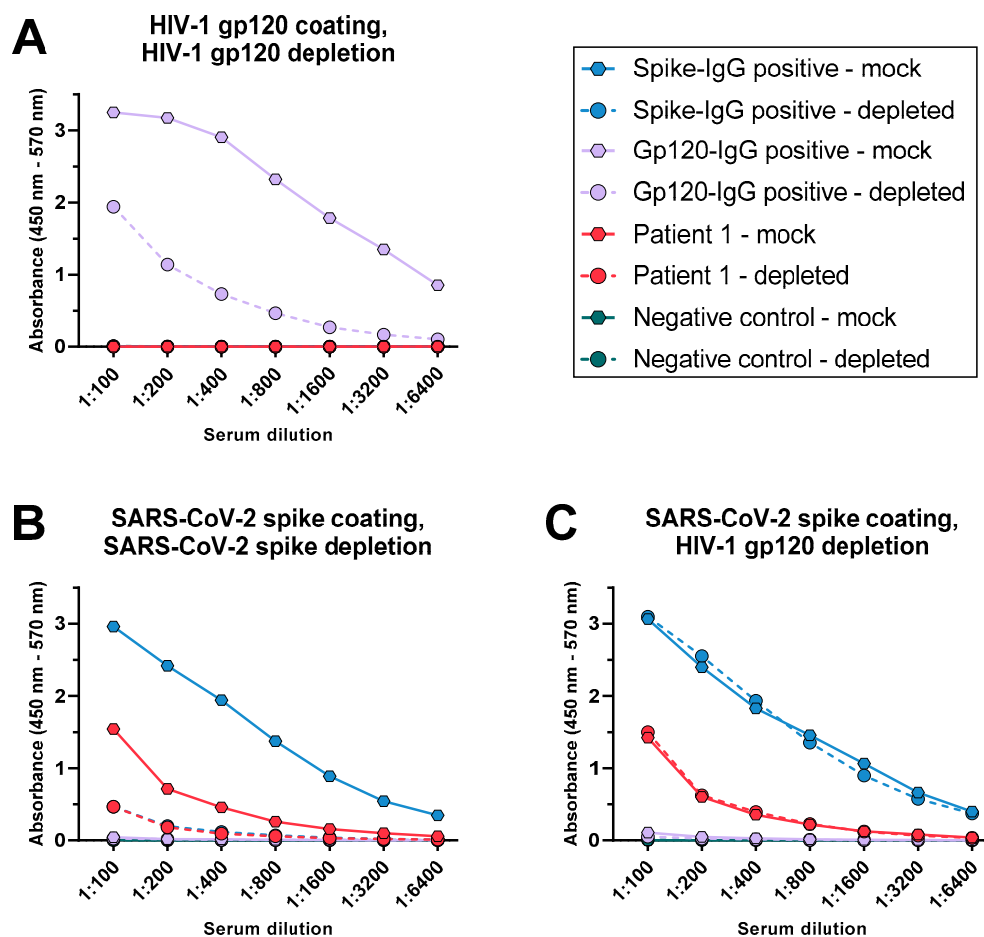 A
HIV-1 gp120 coating,
HIV-1 gp120 depletion
Absorbance (450 nm - 570 nm)
3
2
1
0
1:100
1:200
1:400
1:800
1:1600
1:3200
1:6400
Serum dilution
Spike-IgG positive - mock
Spike-IgG positive - depleted
Gp120-IgG positive - mock
Gp120-IgG positive - depleted
Patient 1 - mock
Patient 1 - depleted
Negative control - mock
Negative control - depleted
B
SARS-CoV-2 spike coating,
SARS-CoV-2 spike depletion
Absorbance (450 nm - 570 nm)
3
2
1
0
1:100
1:200
1:400
1:800
1:1600
1:3200
1:6400
Serum dilution
C
SARS-CoV-2 spike coating,
HIV-1 gp120 depletion
Absorbance (450 nm - 570 nm)
3
2
1
0
1:100
1:200
1:400
1:800
1:1600
1:3200
1:6400
Serum dilution